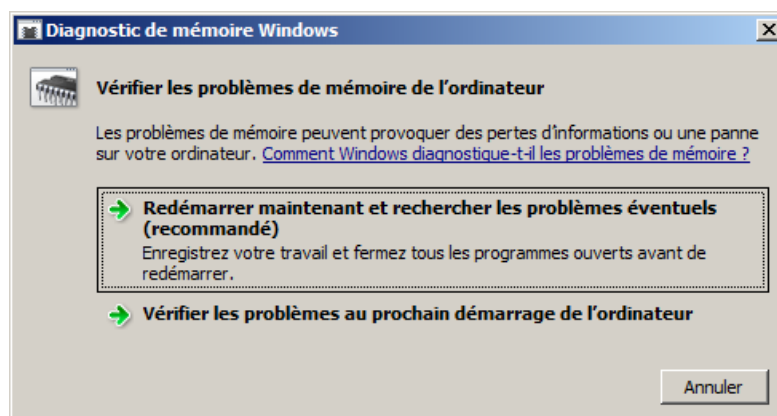 Diagnostic de mémoire Windows
Vérifier les problèmes de mémoire de l'ordinateur
Les problèmes de mémoire peuvent provoquer des pertes d'informations ou une panne
sur votre ordinateur. Comment Windows diagnostique-t-il les problèmes de mémoire ?
Redémarrer maintenant et rechercher les problèmes éventuels
(recommandé)
Enregistrez votre travail et fermez tous les programmes ouverts avant de
redémarrer.
Vérifier les problèmes au prochain démarrage de l'ordinateur
Annuler